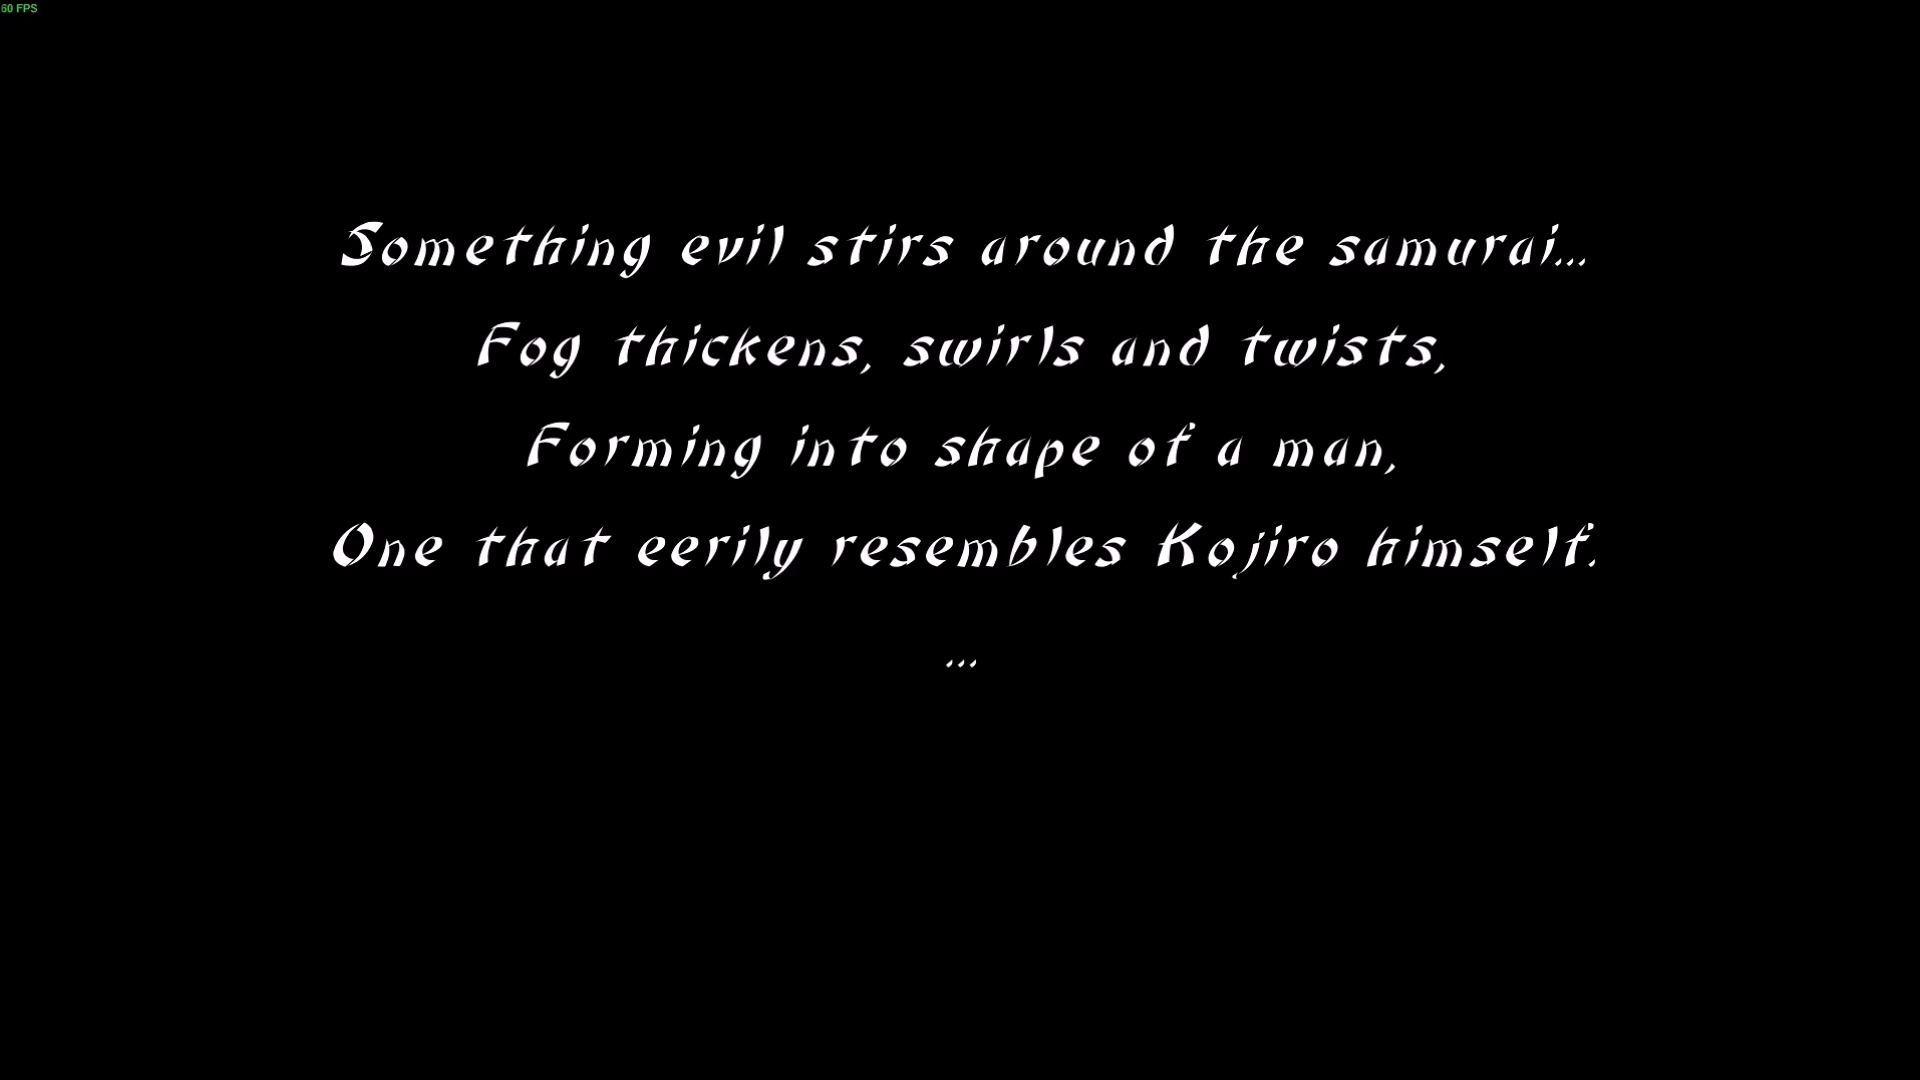 60 FPS
Something evil stirs around the samurai...
Fog thickens, swirls and twists,
Forming into shape of a man,
One that eerily resembles Kojiro himself.
...